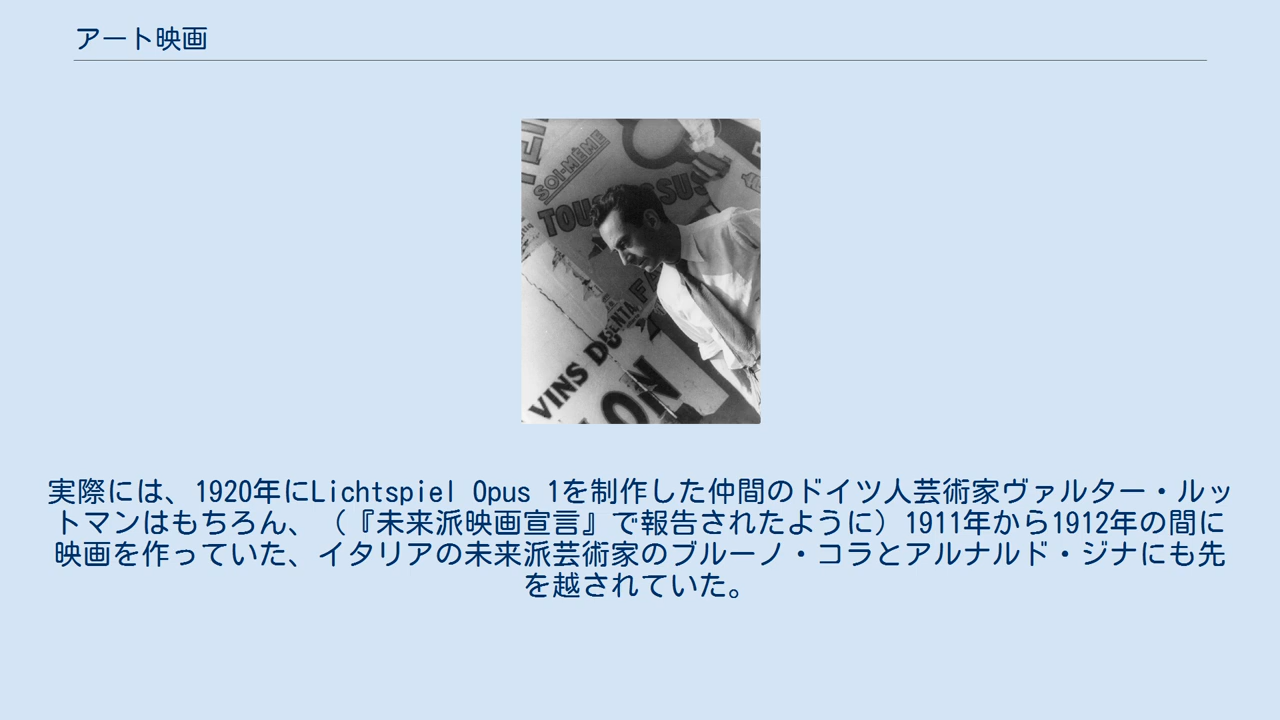 アート映画
SOI-MÊME
TOUS
VINS DU
実際には、1920年にLichtspiel Opus 1を制作した仲間のドイツ人芸術家ヴァルター・ルッ
トマンはもちろん、（『未来派映画宣言』で報告されたように）1911年から1912年の間に
映画を作っていた、イタリアの未来派芸術家のブルーノ・コラとアルナルド・ジナにも先
を越されていた。